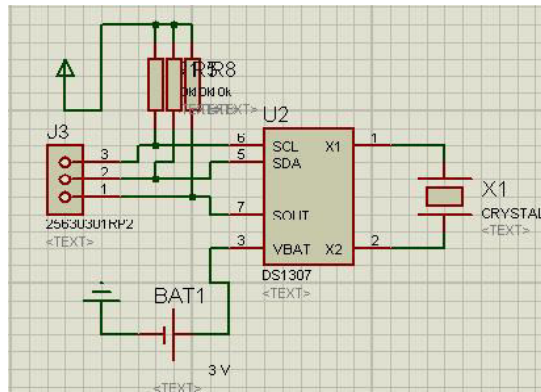 R8
U2
J3
3
2
1
6
5
7
3
SCL
SDA
SOUT
VBAT
X1
X2
1
2
X1
CRYSTAL
<TEXT>
25630301RP2
<TEXT>
DS1307
<TEXT>
BAT1
3 V
<TEXT>